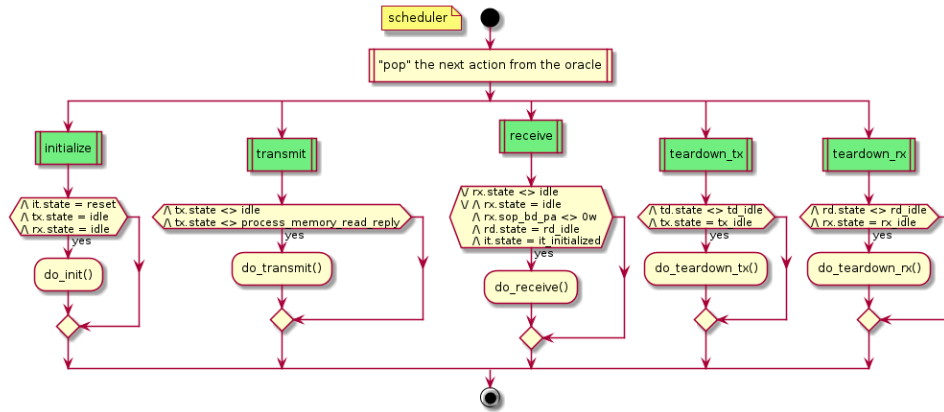 scheduler
"pop" the next action from the oracle
initialize
/\ it.state = reset
/\ tx.state = idle
/\ rx.state = idle
yes
do_init()
transmit
/\ tx.state <> idle
/\ tx.state <> process_memory_read_reply
yes
do_transmit()
receive
\/ rx.state <> idle
\/ /\ rx.state = idle
/\ rx.sop_bd_pa <> 0w
/\ rd.state = rd_idle
/\ it.state = it_initialized
yes
do_receive()
teardown_tx
/\ td.state <> td_idle
/\ tx.state = tx_idle
yes
do_teardown_tx()
teardown_rx
/\ rd.state <> rd_idle
/\ rx.state = rx_idle
yes
do_teardown_rx()